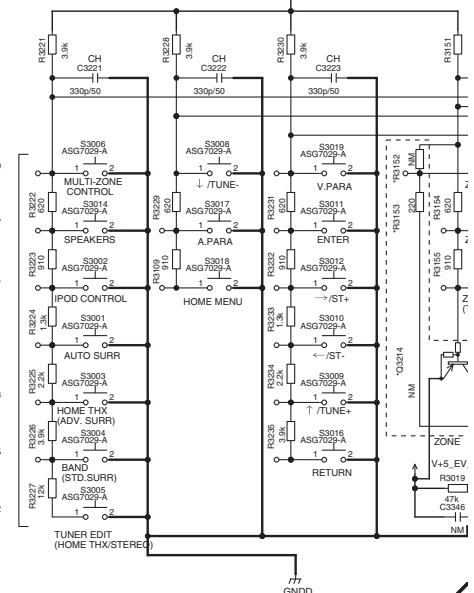 R3221
3.9k
R3228
3.9k
R3230
3.9k
R3151
CH
C3221
330p/50
CH
C3222
330p/50
CH
C3223
330p/50
S3006
ASG7029-A
1 2
MULTI-ZONE
CONTROL
S3008
ASG7029-A
1 2
↓ /TUNE-
S3019
ASG7029-A
1 2
V.PARA
*R3152
NM
R3222
620
S3014
ASG7029-A
1 2
SPEAKERS
R3229
620
S3017
ASG7029-A
1 2
A.PARA
R3231
620
S3011
ASG7029-A
1 2
ENTER
*R3153
220
R3154
620
R3223
910
S3002
ASG7029-A
1 2
IPOD CONTROL
R3109
910
S3018
ASG7029-A
1 2
HOME MENU
R3232
910
S3012
ASG7029-A
1 2
→/ST+
R3155
910
R3224
1.3k
S3001
ASG7029-A
1 2
AUTO SURR
R3233
1.3k
S3010
ASG7029-A
1 2
←/ST-
*Q3214
NM
R3225
2.2k
S3003
ASG7029-A
1 2
HOME THX
(ADV. SURR)
R3234
2.2k
S3009
ASG7029-A
1 2
↑ /TUNE+
R3226
3.9k
S3004
ASG7029-A
1 2
BAND
(STD.SURR)
R3235
3.9k
S3016
ASG7029-A
1 2
RETURN
ZONE
V+5_EV
R3019
47k
C3346
NM
R3227
12k
S3005
ASG7029-A
1 2
TUNER EDIT
(HOME THX/STEREO)
GNDD